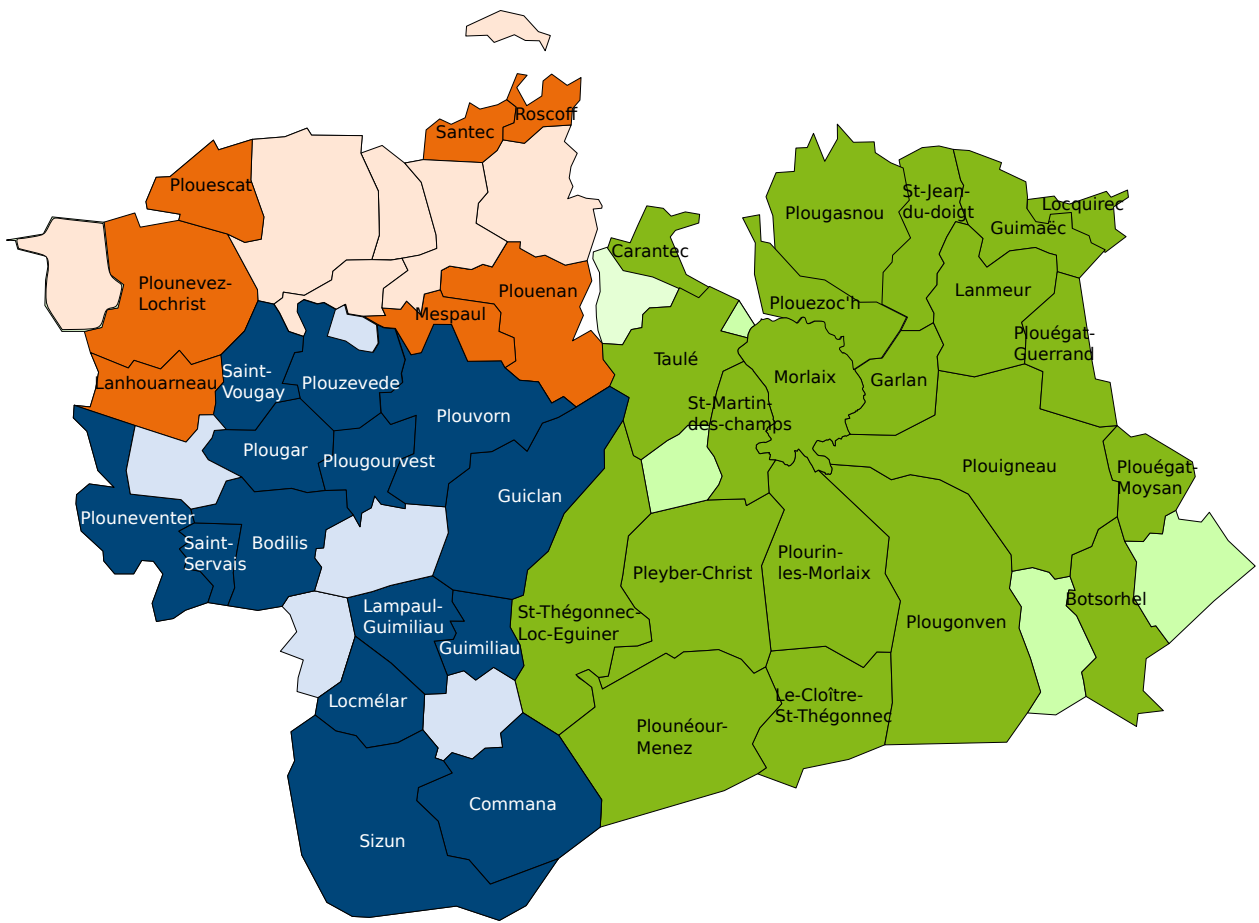 Roscoff
Santec
Plouescat
St-Jean-
du-doigt
Locquirec
Plougasnou
Guimaëc
Carantec
Plounevez-
Lochrist
Plouenan
Lanmeur
Plouezoc'h
Mespaul
Plouégat-
Guerrand
Taulé
Saint-
Vougay
Lanhouarneau
Plouzevede
Morlaix
Garlan
St-Martin-
des-champs
Plouvorn
Plougar
Plougourvest
Plouigneau
Plouégat-
Moysan
Guiclan
Plouneventer
Saint-
Servais
Bodilis
Plourin-
les-Morlaix
Pleyber-Christ
Botsorhel
Lampaul-
Guimiliau
St-Thégonnec-
Loc-Eguiner
Plougonven
Guimiliau
Locmélar
Le-Cloître-
St-Thégonnec
Plounéour-
Menez
Commana
Sizun